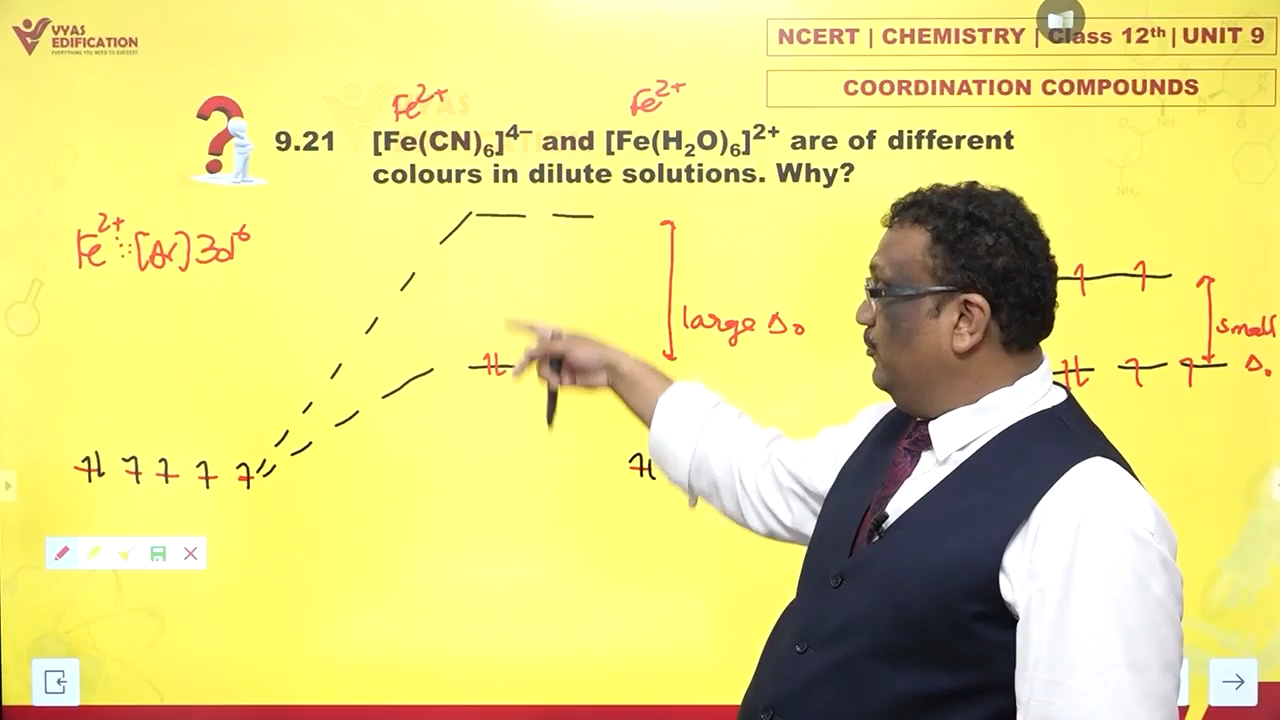 VYAS
EDIFICATION
EVERYTHING YOU NEED TO SUCCEED
NCERT | CHEMISTRY | Class 12th | UNIT 9
COORDINATION COMPOUNDS
Fe2+
Fe2+
9.21 [Fe(CN)6]4– and [Fe(H2O)6]2+ are of different
colours in dilute solutions. Why?
Fe2+ : [Ar] 3d6
large Δo
small
Δo